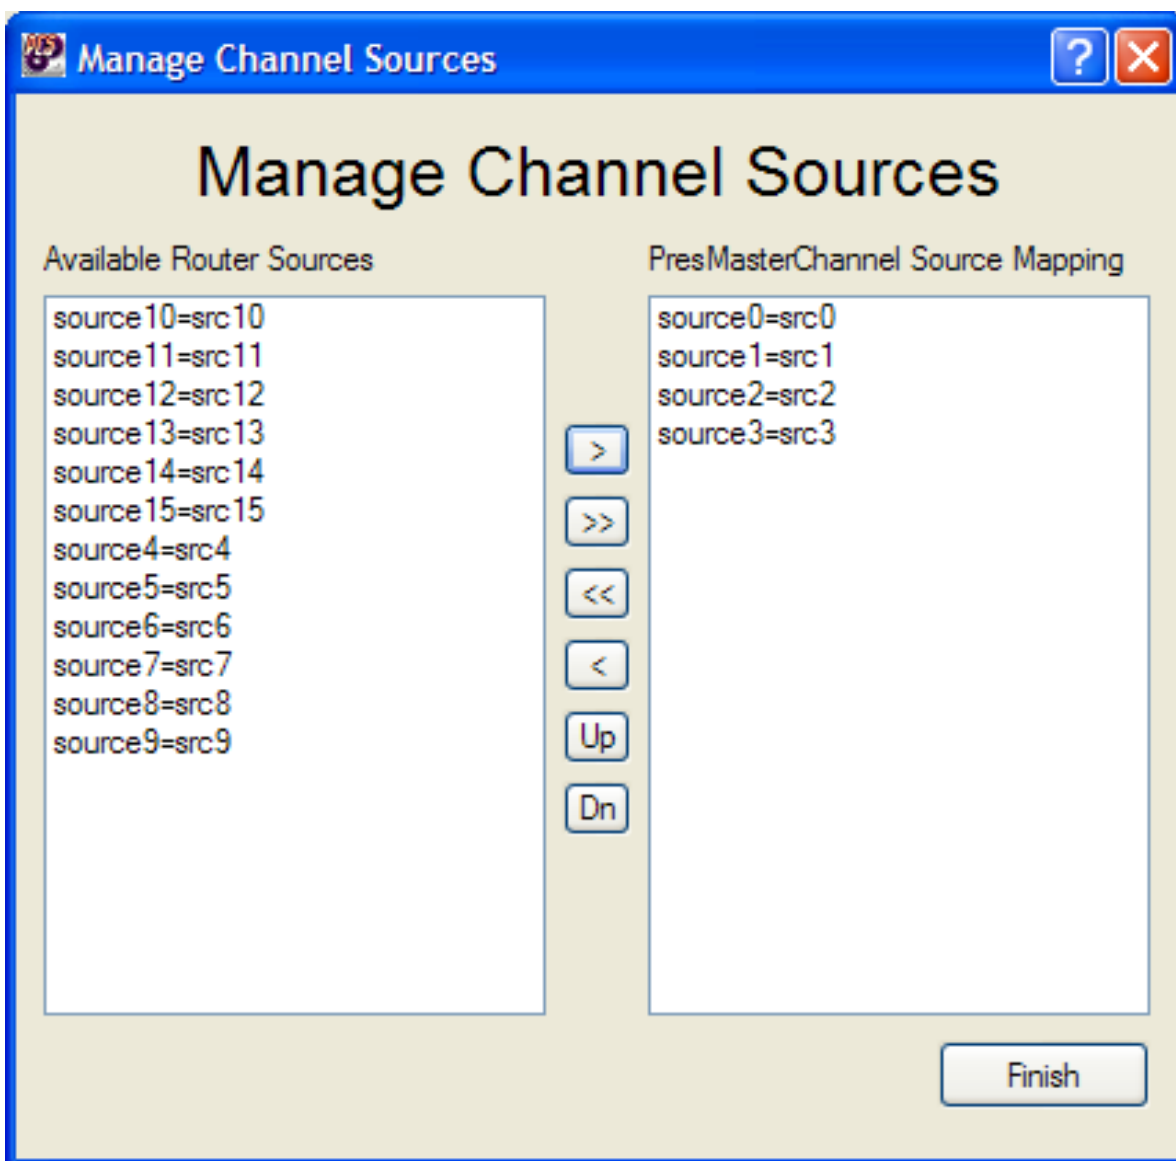 Manage Channel Sources
?
Manage Channel Sources
Available Router Sources
source10=src10
source11=src11
source12=src12
source13=src13
source14=src14
source15=src15
source4=src4
source5=src5
source6=src6
source7=src7
source8=src8
source9=src9
>
>>
<<
<
Up
Dn
PresMasterChannel Source Mapping
source0=src0
source1=src1
source2=src2
source3=src3
Finish